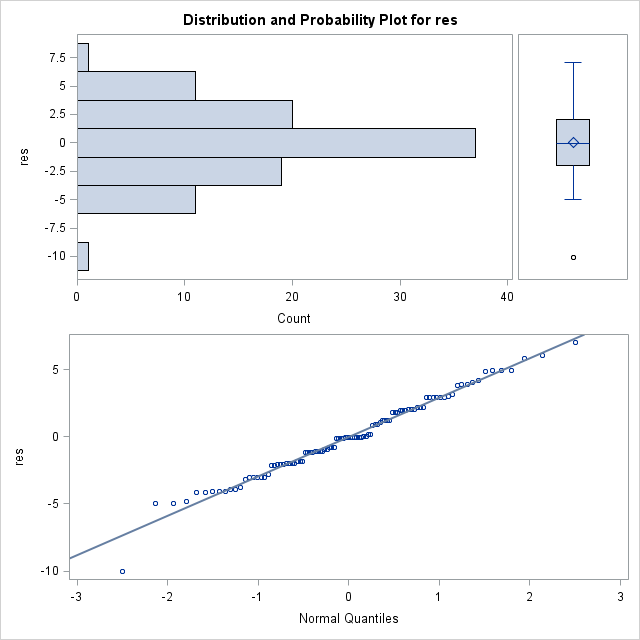 Distribution and Probability Plot for res
res
7.5
5
2.5
0
-2.5
-5
-7.5
-10
0 10 20 30 40
Count
res
5
0
-5
-10
-3 -2 -1 0 1 2 3
Normal Quantiles